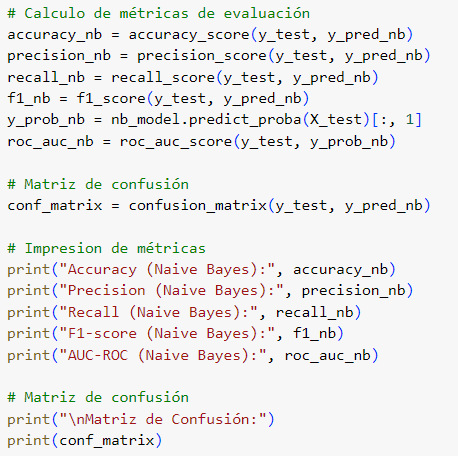 # Calculo de métricas de evaluación
accuracy_nb = accuracy_score(y_test, y_pred_nb)
precision_nb = precision_score(y_test, y_pred_nb)
recall_nb = recall_score(y_test, y_pred_nb)
f1_nb = f1_score(y_test, y_pred_nb)
y_prob_nb = nb_model.predict_proba(X_test)[:, 1]
roc_auc_nb = roc_auc_score(y_test, y_prob_nb)

# Matriz de confusión
conf_matrix = confusion_matrix(y_test, y_pred_nb)

# Impresion de métricas
print("Accuracy (Naive Bayes):", accuracy_nb)
print("Precision (Naive Bayes):", precision_nb)
print("Recall (Naive Bayes):", recall_nb)
print("F1-score (Naive Bayes):", f1_nb)
print("AUC-ROC (Naive Bayes):", roc_auc_nb)

# Matriz de confusión
print("\nMatriz de Confusión:")
print(conf_matrix)